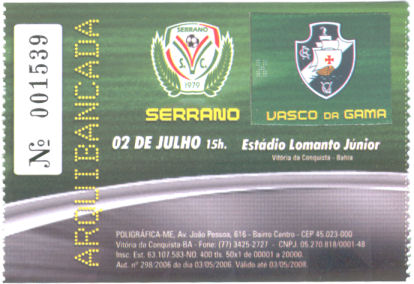 Nº 001539
ARQUIBANCADA
SERRANO
S. C.
1979
SERRANO
VASCO DA GAMA
02 DE JULHO 15h.
Estádio Lomanto Júnior
Vitória da Conquista - Bahia
POLIGRÁFICA-ME, Av. João Pessoa, 616 - Bairro Centro - CEP 45.023-000
Vitória da Conquista-BA - Fone: (77) 3425-2727 - CNPJ. 05.270.818/0001-48
Insc. Est. 63.107.583-NO. 400 tls. 50x1 de 00001 a 20000.
Aut. nº 298/2006 de dia 03/05/2006. Válido até 03/05/2008.